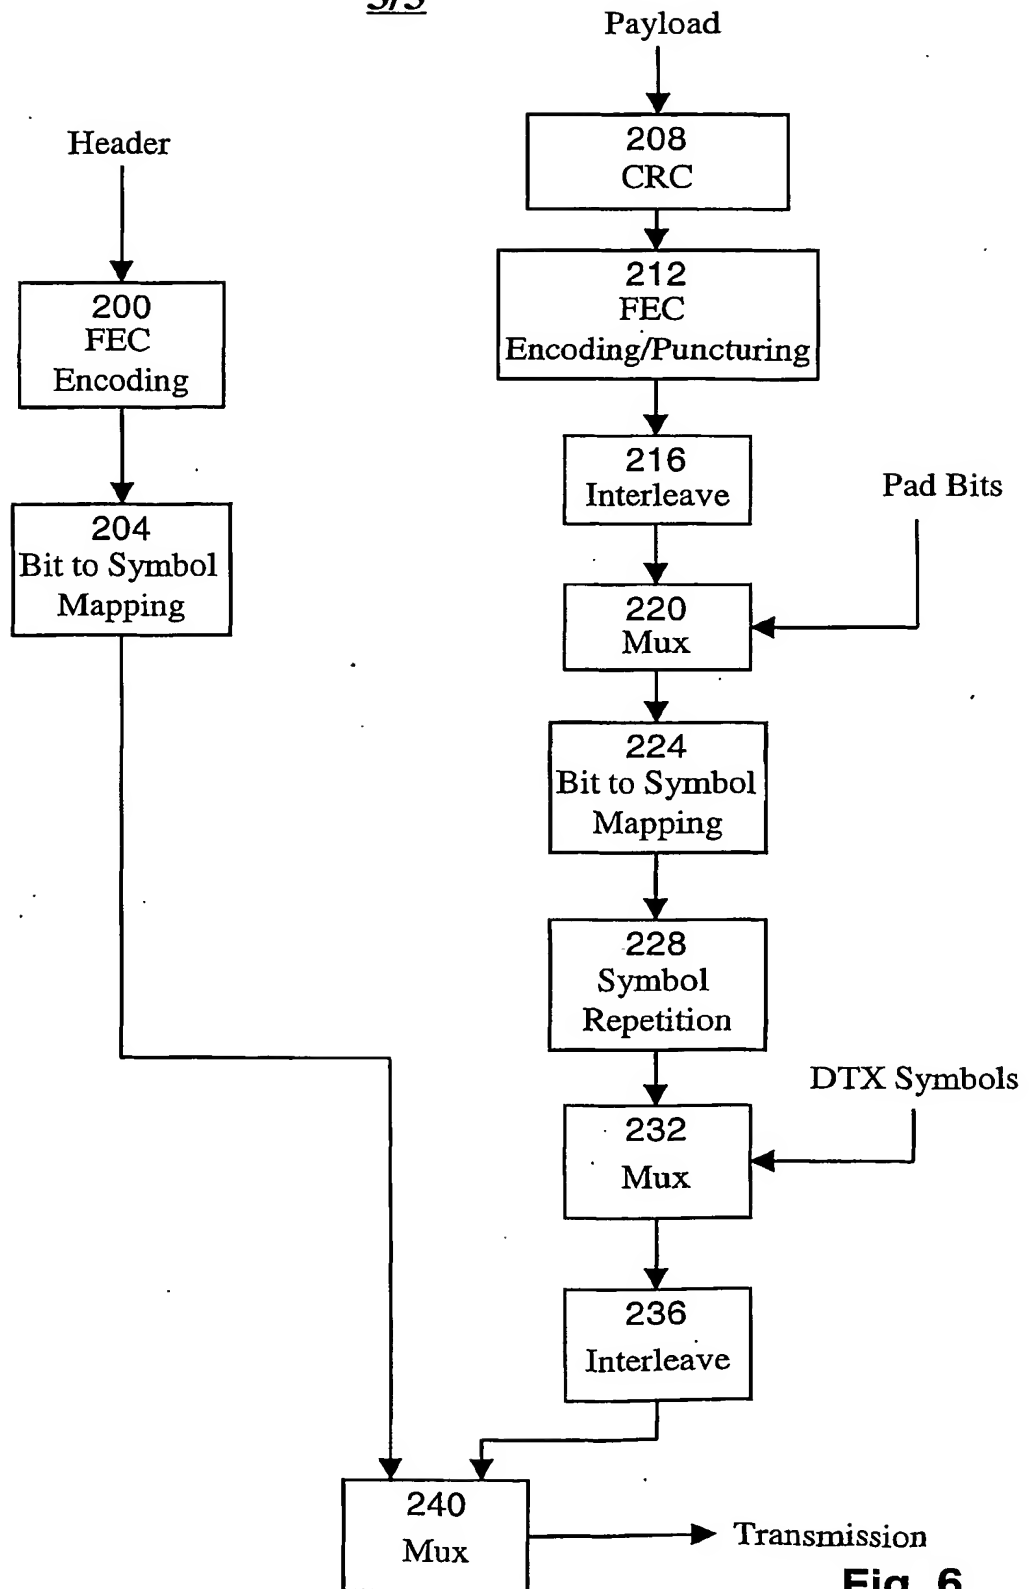 Payload
208
CRC
Header
212
FEC
Encoding/Puncturing
200
FEC
Encoding
216
Interleave
Pad Bits
204
Bit to Symbol
Mapping
220
Mux
224
Bit to Symbol
Mapping
228
Symbol
Repetition
DTX Symbols
232
Mux
236
Interleave
240
Mux
Transmission
Fig. 6